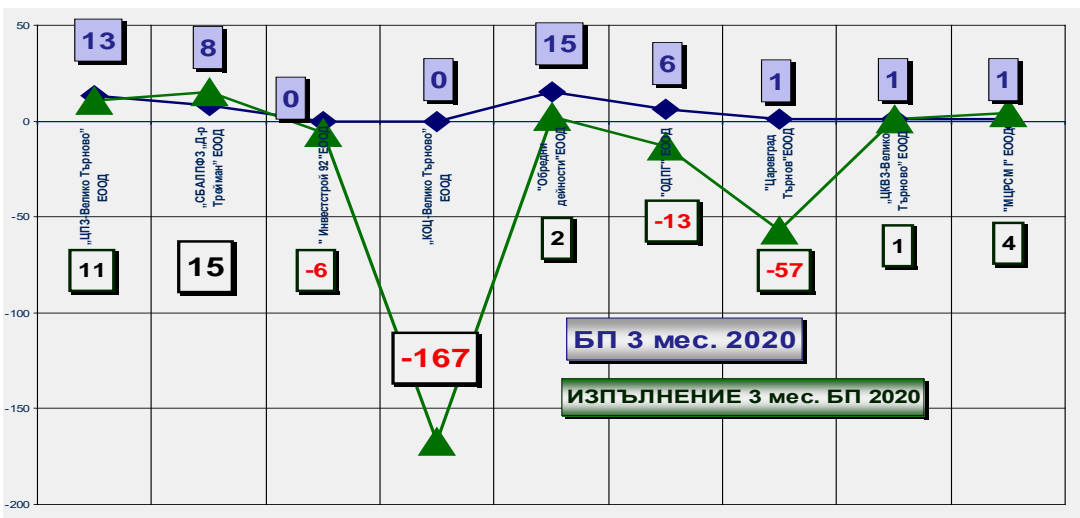 50
13
8
0
0
15
6
1
1
1
0
„ЦПЗ-Велико Търново"
ЕООД
„СБАЛПФЗ „Д-р
Трейман" ЕООД
" Инвестстрой 92"ЕООД
„КОЦ-Велико Търново"
ЕООД
"Обредни
дейности"ЕООД
"ОДПГ" ЕООД
"Царевград
Търнов"ЕООД
„ЦКВЗ-Велико
Търново" ЕООД
"МЦРСМ I" ЕООД
-50
11
15
-6
2
-13
-57
1
4
-100
-167
БП 3 мес. 2020
ИЗПЪЛНЕНИЕ 3 мес. БП 2020
-150
-200